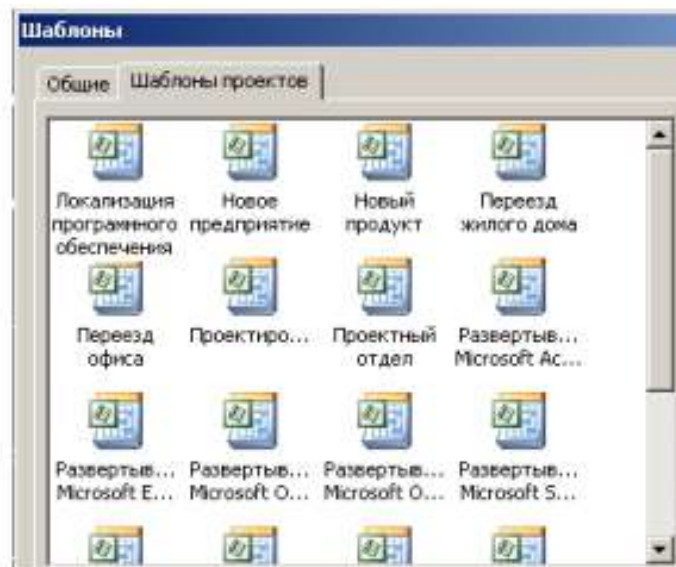 Шаблоны
Общие Шаблоны проектов
Локализация программного обеспечения
Новое предприятие
Новый продукт
Переезд жилого дома
Переезд офиса
Проектиро...
Проектный отдел
Развертыв... Microsoft Ac...
Развертыв... Microsoft E...
Развертыв... Microsoft O...
Развертыв... Microsoft O...
Развертыв... Microsoft S...